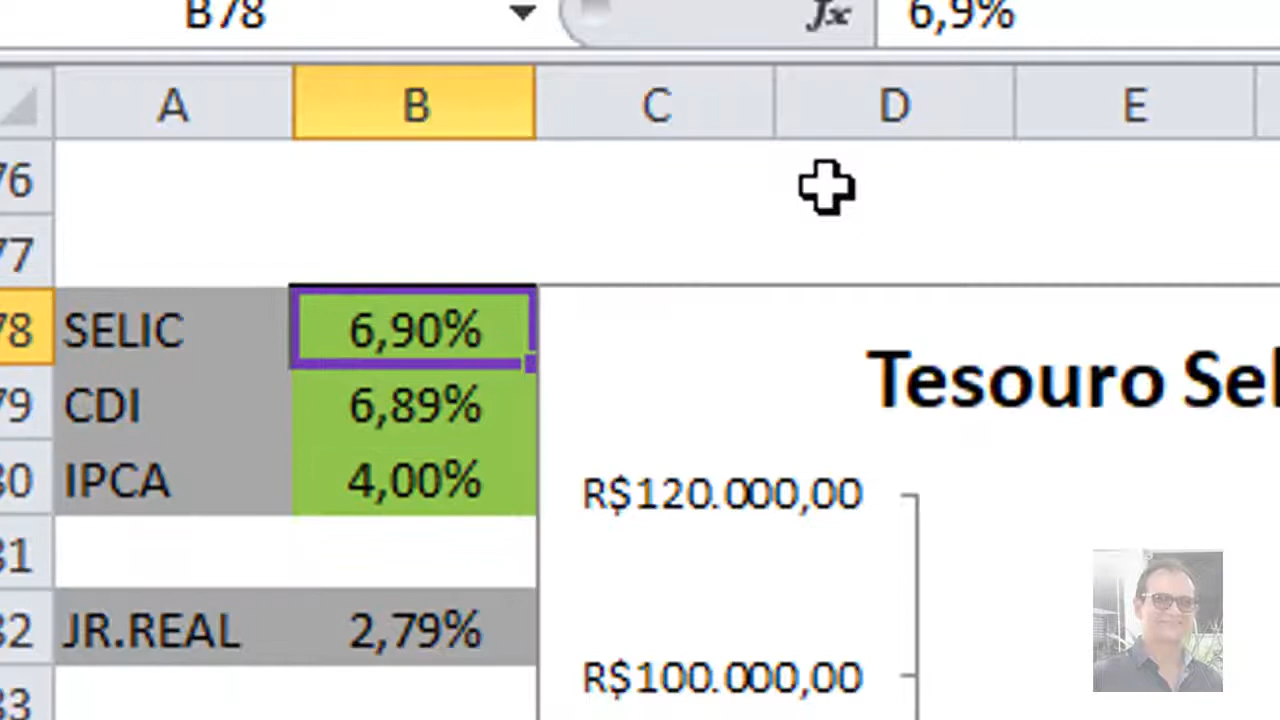 B78 fx 6,9%
A B C D E
76
77
78 SELIC 6,90%
79 CDI 6,89%
80 IPCA 4,00%
81
82 JR.REAL 2,79%
83
Tesouro Sel
R$120.000,00
R$100.000,00